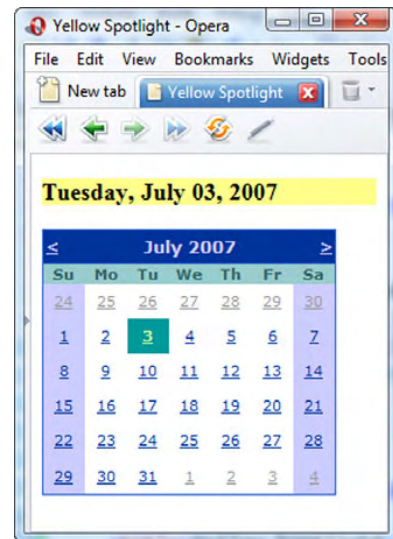 Yellow Spotlight - Opera
File Edit View Bookmarks Widgets Tools
New tab Yellow Spotlight
Tuesday, July 03, 2007
< July 2007 >
Su Mo Tu We Th Fr Sa
24 25 26 27 28 29 30
1 2 3 4 5 6 7
8 9 10 11 12 13 14
15 16 17 18 19 20 21
22 23 24 25 26 27 28
29 30 31 1 2 3 4